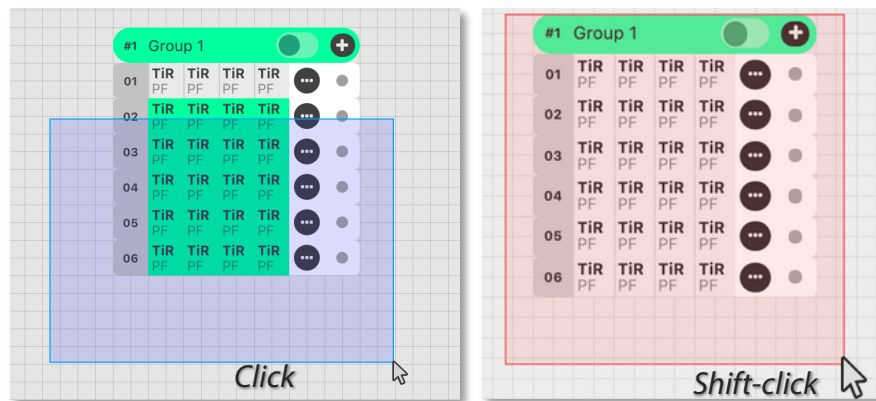 #1 Group 1
01 TiR TiR TiR TiR
PF PF PF PF
02 TiR TiR TiR TiR
PF PF PF PF
03 TiR TiR TiR TiR
PF PF PF PF
04 TiR TiR TiR TiR
PF PF PF PF
05 TiR TiR TiR TiR
PF PF PF PF
06 TiR TiR TiR TiR
PF PF PF PF
Click
#1 Group 1
01 TiR TiR TiR TiR
PF PF PF PF
02 TiR TiR TiR TiR
PF PF PF PF
03 TiR TiR TiR TiR
PF PF PF PF
04 TiR TiR TiR TiR
PF PF PF PF
05 TiR TiR TiR TiR
PF PF PF PF
06 TiR TiR TiR TiR
PF PF PF PF
Shift-click